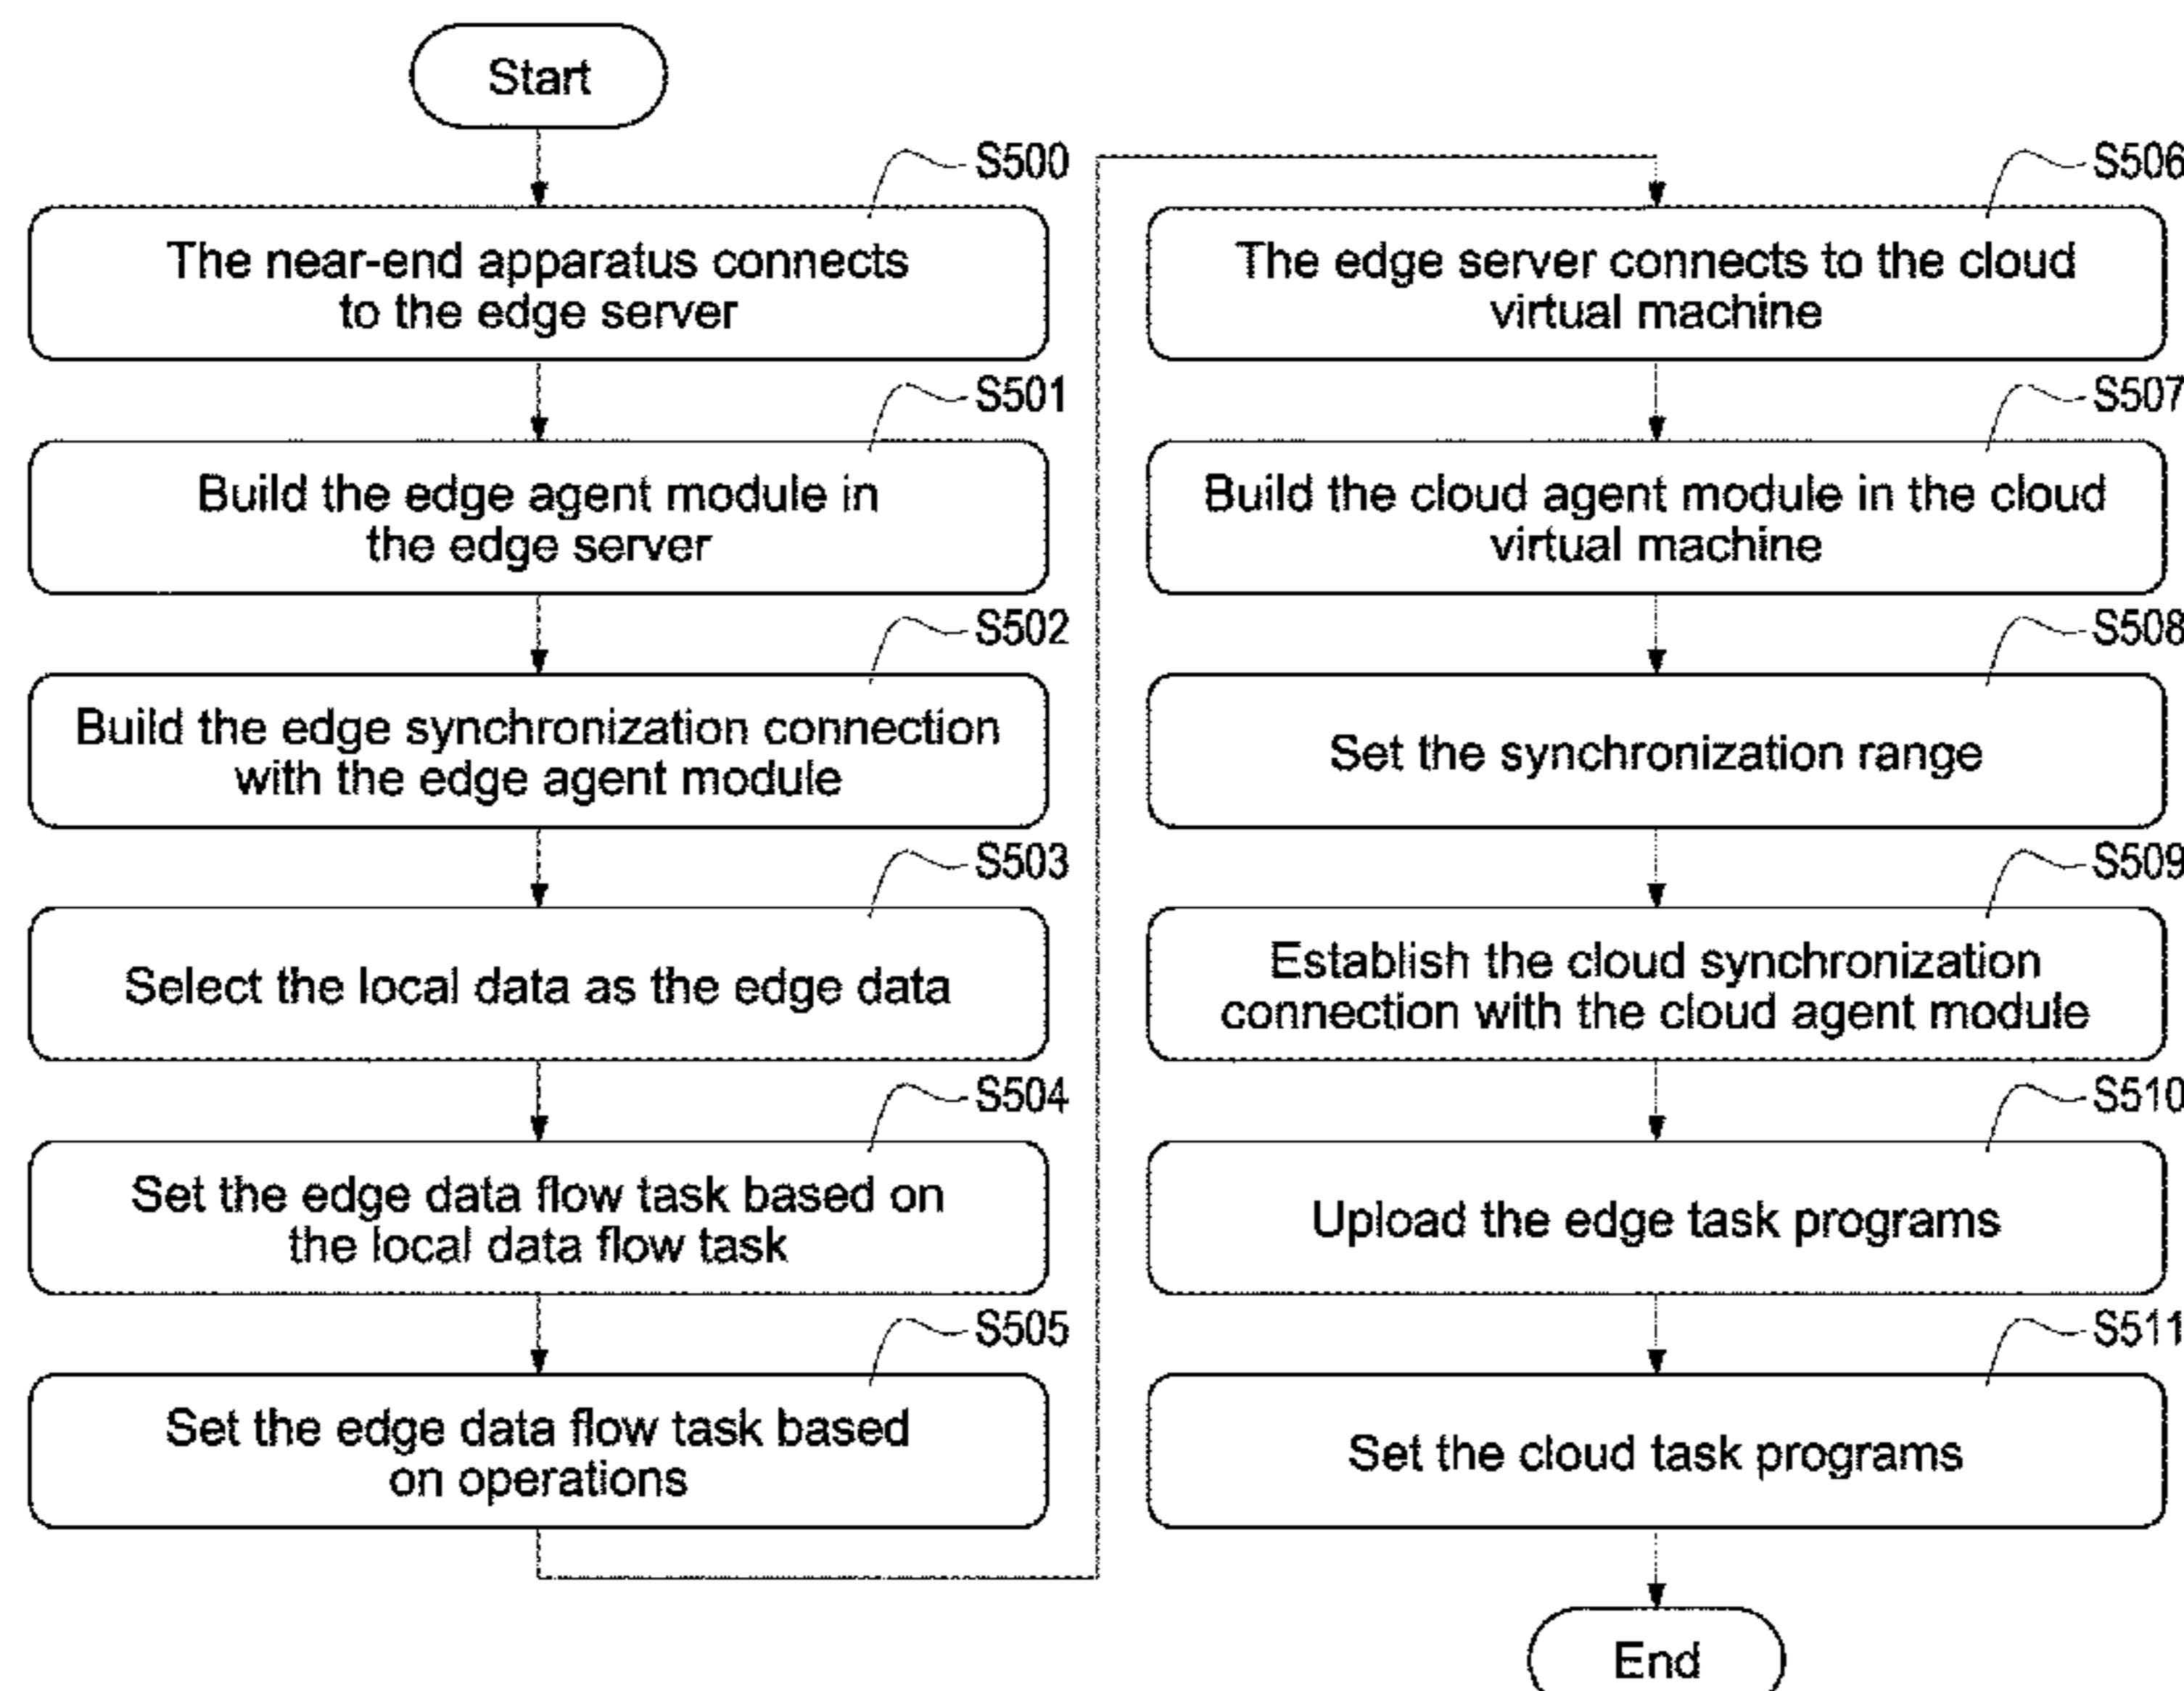 Start
S500
The near-end apparatus connects
to the edge server
S501
Build the edge agent module in
the edge server
S502
Build the edge synchronization connection
with the edge agent module
S503
Select the local data as the edge data
S504
Set the edge data flow task based on
the local data flow task
S505
Set the edge data flow task based
on operations
S506
The edge server connects to the cloud
virtual machine
S507
Build the cloud agent module in the cloud
virtual machine
S508
Set the synchronization range
S509
Establish the cloud synchronization
connection with the cloud agent module
S510
Upload the edge task programs
S511
Set the cloud task programs
End